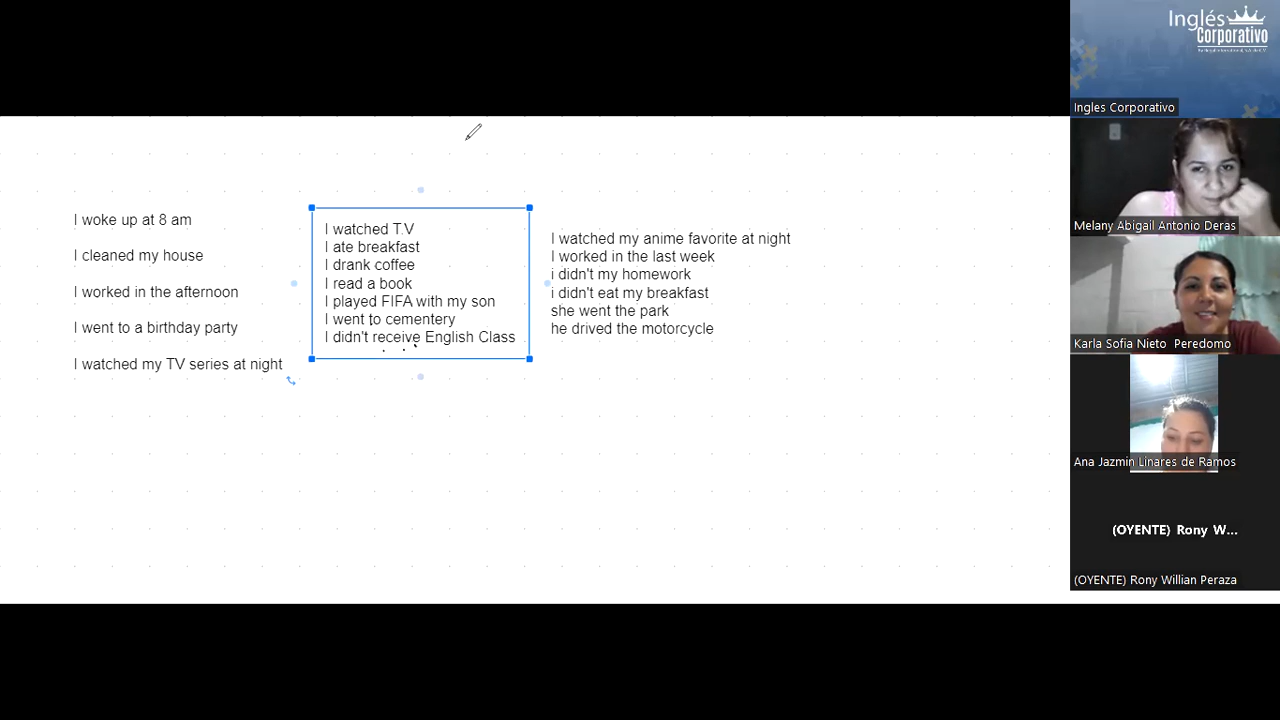 I woke up at 8 am
I cleaned my house
I worked in the afternoon
I went to a birthday party
I watched my TV series at night
I watched T.V
I ate breakfast
I drank coffee
I read a book
I played FIFA with my son
I went to cementery
I didn't receive English Class
I watched my anime favorite at night
I worked in the last week
i didn't my homework
i didn't eat my breakfast
she went the park
he drived the motorcycle
Inglés
Corporativo
Ingles Corporativo
Melany Abigail Antonio Deras
Karla Sofia Nieto Peredomo
Ana Jazmin Linares de Ramos
(OYENTE) Rony W...
(OYENTE) Rony Willian Peraza